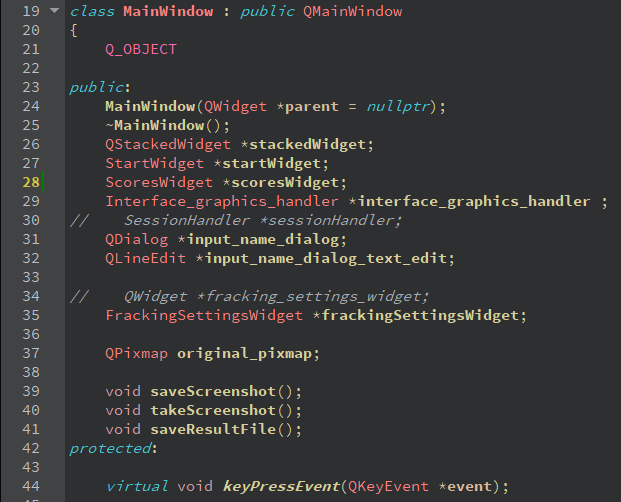 19 class MainWindow : public QMainWindow
20 {
21     Q_OBJECT
22
23 public:
24     MainWindow(QWidget *parent = nullptr);
25     ~MainWindow();
26     QStackedWidget *stackedWidget;
27     StartWidget *startWidget;
28     ScoresWidget *scoresWidget;
29     Interface_graphics_handler *interface_graphics_handler ;
30 //    SessionHandler *sessionHandler;
31     QDialog *input_name_dialog;
32     QLineEdit *input_name_dialog_text_edit;
33
34 //    QWidget *fracking_settings_widget;
35     FrackingSettingsWidget *frackingSettingsWidget;
36
37     QPixmap original_pixmap;
38
39     void saveScreenshot();
40     void takeScreenshot();
41     void saveResultFile();
42 protected:
43
44     virtual void keyPressEvent(QKeyEvent *event);